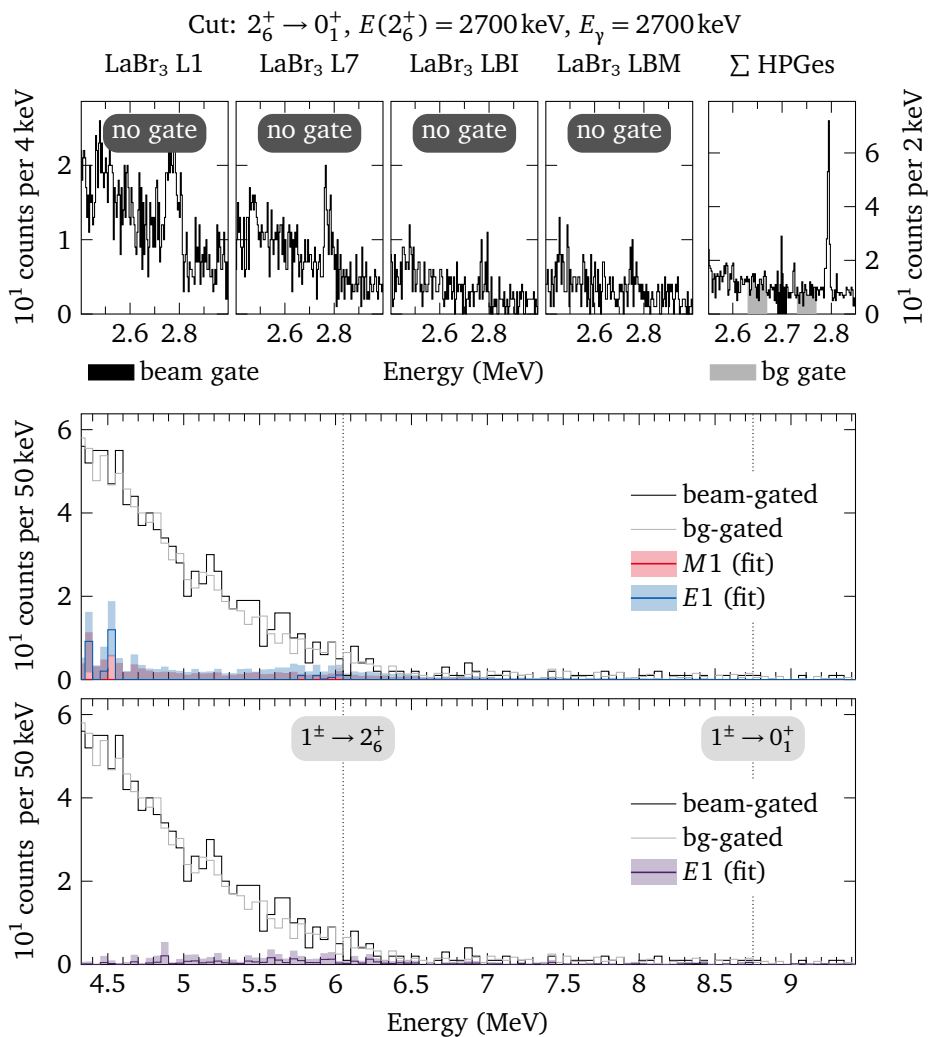 Cut: 2₆⁺ → 0₁⁺, E(2₆⁺) = 2700 keV, Eγ = 2700 keV
LaBr₃ L1 LaBr₃ L7 LaBr₃ LBI LaBr₃ LBM ∑ HPGes
no gate no gate no gate no gate
10¹ counts per 4 keV
2
1
0
6
4
2
0
10¹ counts per 2 keV
2.6 2.8 2.6 2.8 2.6 2.8 2.6 2.8 2.6 2.7 2.8
beam gate Energy (MeV) bg gate
10¹ counts per 50 keV
6
4
2
0
beam-gated
bg-gated
M1 (fit)
E1 (fit)
10¹ counts per 50 keV
6
4
2
0
1± → 2₆⁺ 1± → 0₁⁺
beam-gated
bg-gated
E1 (fit)
4.5 5 5.5 6 6.5 7 7.5 8 8.5 9
Energy (MeV)